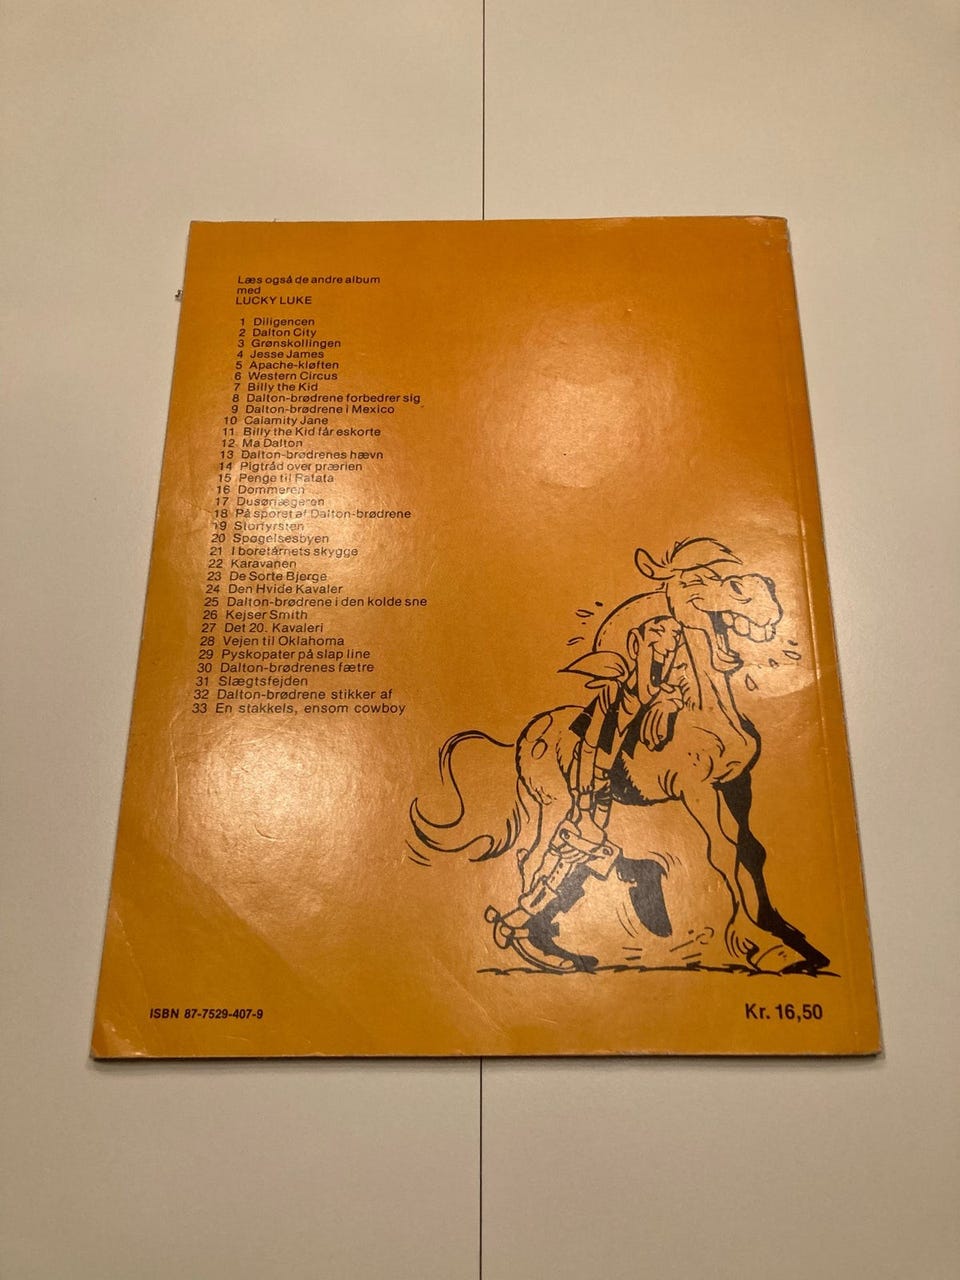 Læs også de andre album
med
LUCKY LUKE
1 Diligencen
2 Dalton City
3 Grønskollingen
4 Jesse James
5 Apache-kløften
6 Western Circus
7 Billy the Kid
8 Dalton-brødrene forbedrer sig
9 Dalton-brødrene i Mexico
10 Calamity Jane
11 Billy the Kid får eskorte
12 Ma Dalton
13 Dalton-brødrenes hævn
14 Pigtråd over prærien
15 Penge til Ratata
16 Dommeren
17 Dusørjægeren
18 På sporet af Dalton-brødrene
19 Storfyrsten
20 Spøgelsesbyen
21 I boretårnets skygge
22 Karavanen
23 De Sorte Bjerge
24 Den Hvide Kavaler
25 Dalton-brødrene i den kolde sne
26 Kejser Smith
27 Det 20. Kavaleri
28 Vejen til Oklahoma
29 Pyskopater på slap line
30 Dalton-brødrenes fætre
31 Slægtsfejden
32 Dalton-brødrene stikker af
33 En stakkels, ensom cowboy
ISBN 87-7529-407-9
Kr. 16,50